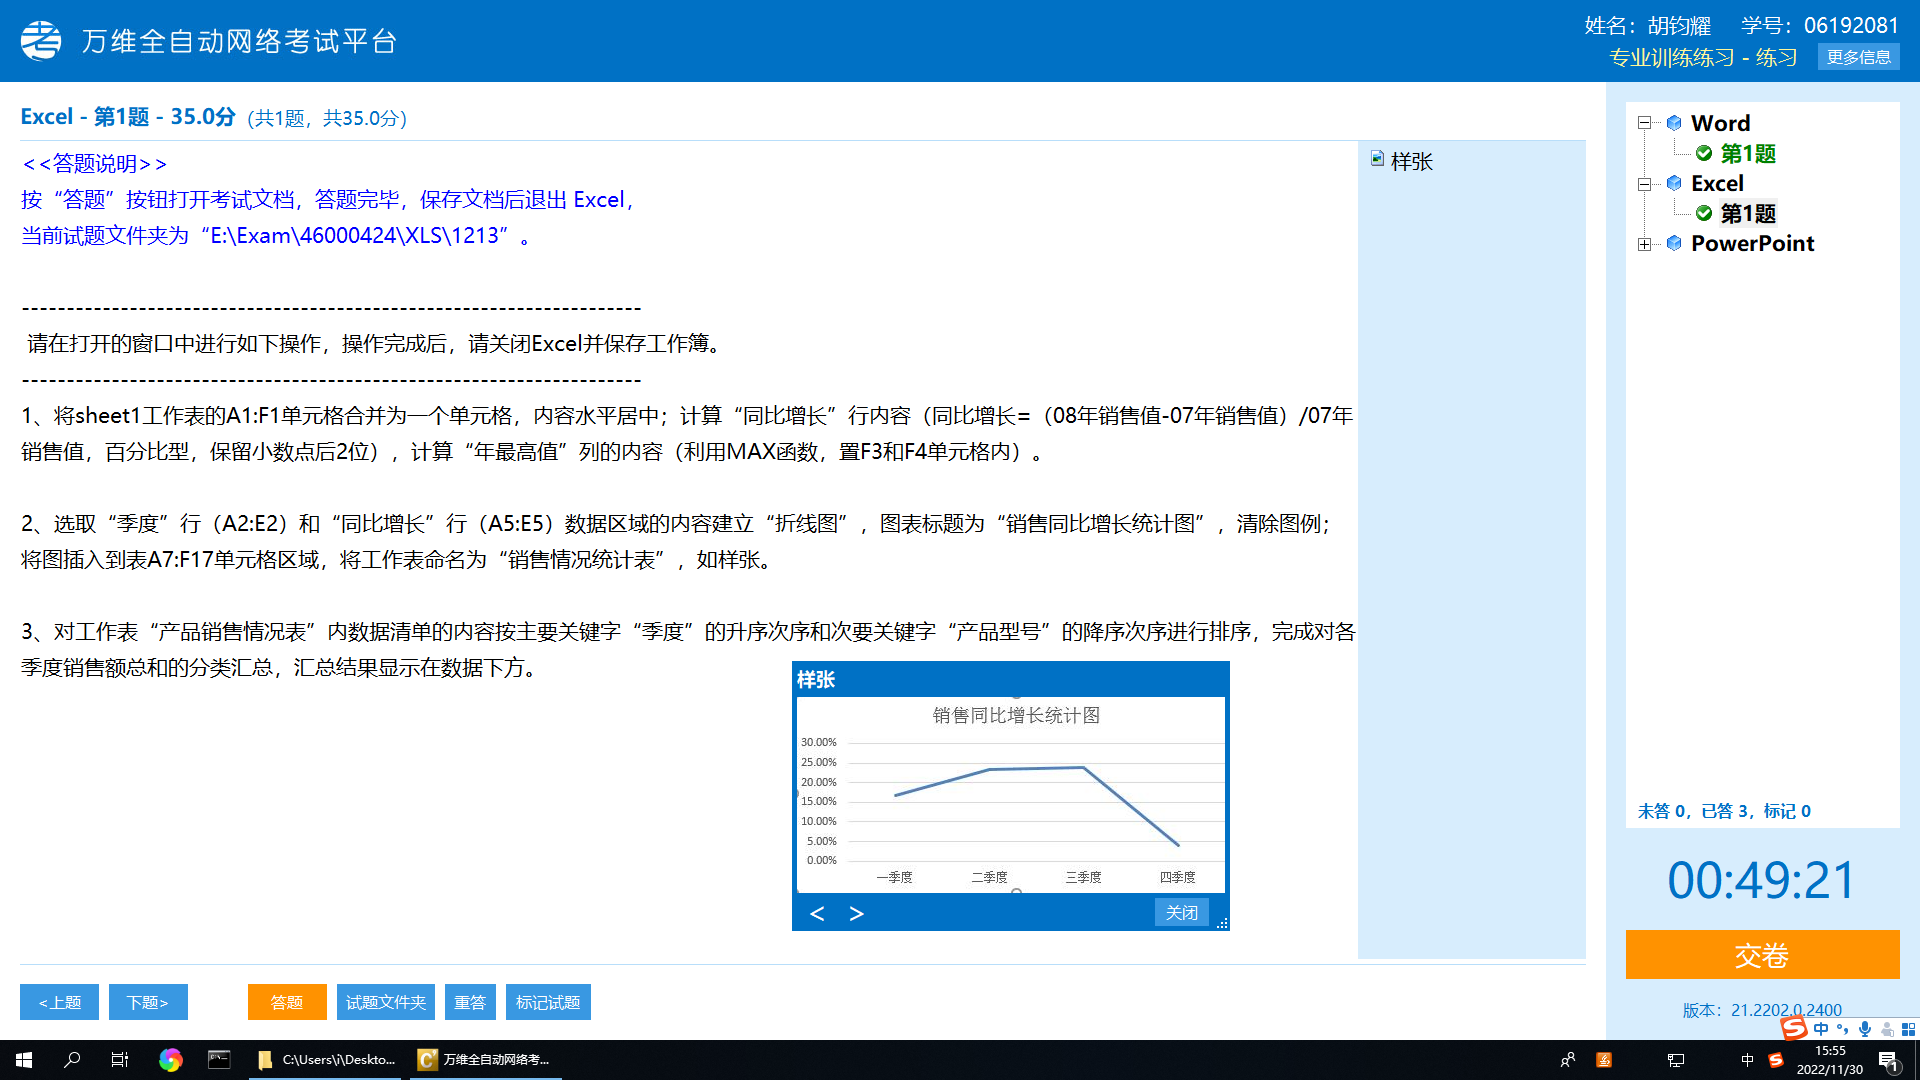 万维全自动网络考试平台
姓名：胡钧耀 学号：06192081
专业训练练习 - 练习 更多信息
Excel - 第1题 - 35.0分 (共1题，共35.0分)
<<答题说明>>
按“答题”按钮打开考试文档，答题完毕，保存文档后退出 Excel，
当前试题文件夹为“E:\Exam\46000424\XLS\1213”。
----------------------------------------------------------------------
请在打开的窗口中进行如下操作，操作完成后，请关闭Excel并保存工作簿。
----------------------------------------------------------------------
1、将sheet1工作表的A1:F1单元格合并为一个单元格，内容水平居中；计算“同比增长”行内容（同比增长=（08年销售值-07年销售值）/07年
销售值，百分比型，保留小数点后2位），计算“年最高值”列的内容（利用MAX函数，置F3和F4单元格内）。
2、选取“季度”行（A2:E2）和“同比增长”行（A5:E5）数据区域的内容建立“折线图”，图表标题为“销售同比增长统计图”，清除图例；
将图插入到表A7:F17单元格区域，将工作表命名为“销售情况统计表”，如样张。
3、对工作表“产品销售情况表”内数据清单的内容按主要关键字“季度”的升序次序和次要关键字“产品型号”的降序次序进行排序，完成对各
季度销售额总和的分类汇总，汇总结果显示在数据下方。
样张
销售同比增长统计图
30.00%
25.00%
20.00%
15.00%
10.00%
5.00%
0.00%
一季度 二季度 三季度 四季度
< > 关闭
样张
Word
第1题
Excel
第1题
PowerPoint
未答 0，已答 3，标记 0
00:49:21
交卷
版本：21.2202.0.2400
<上题 下题> 答题 试题文件夹 重答 标记试题
中
C:\Users\i\Deskto... 万维全自动网络考...
中
15:55
2022/11/30
1